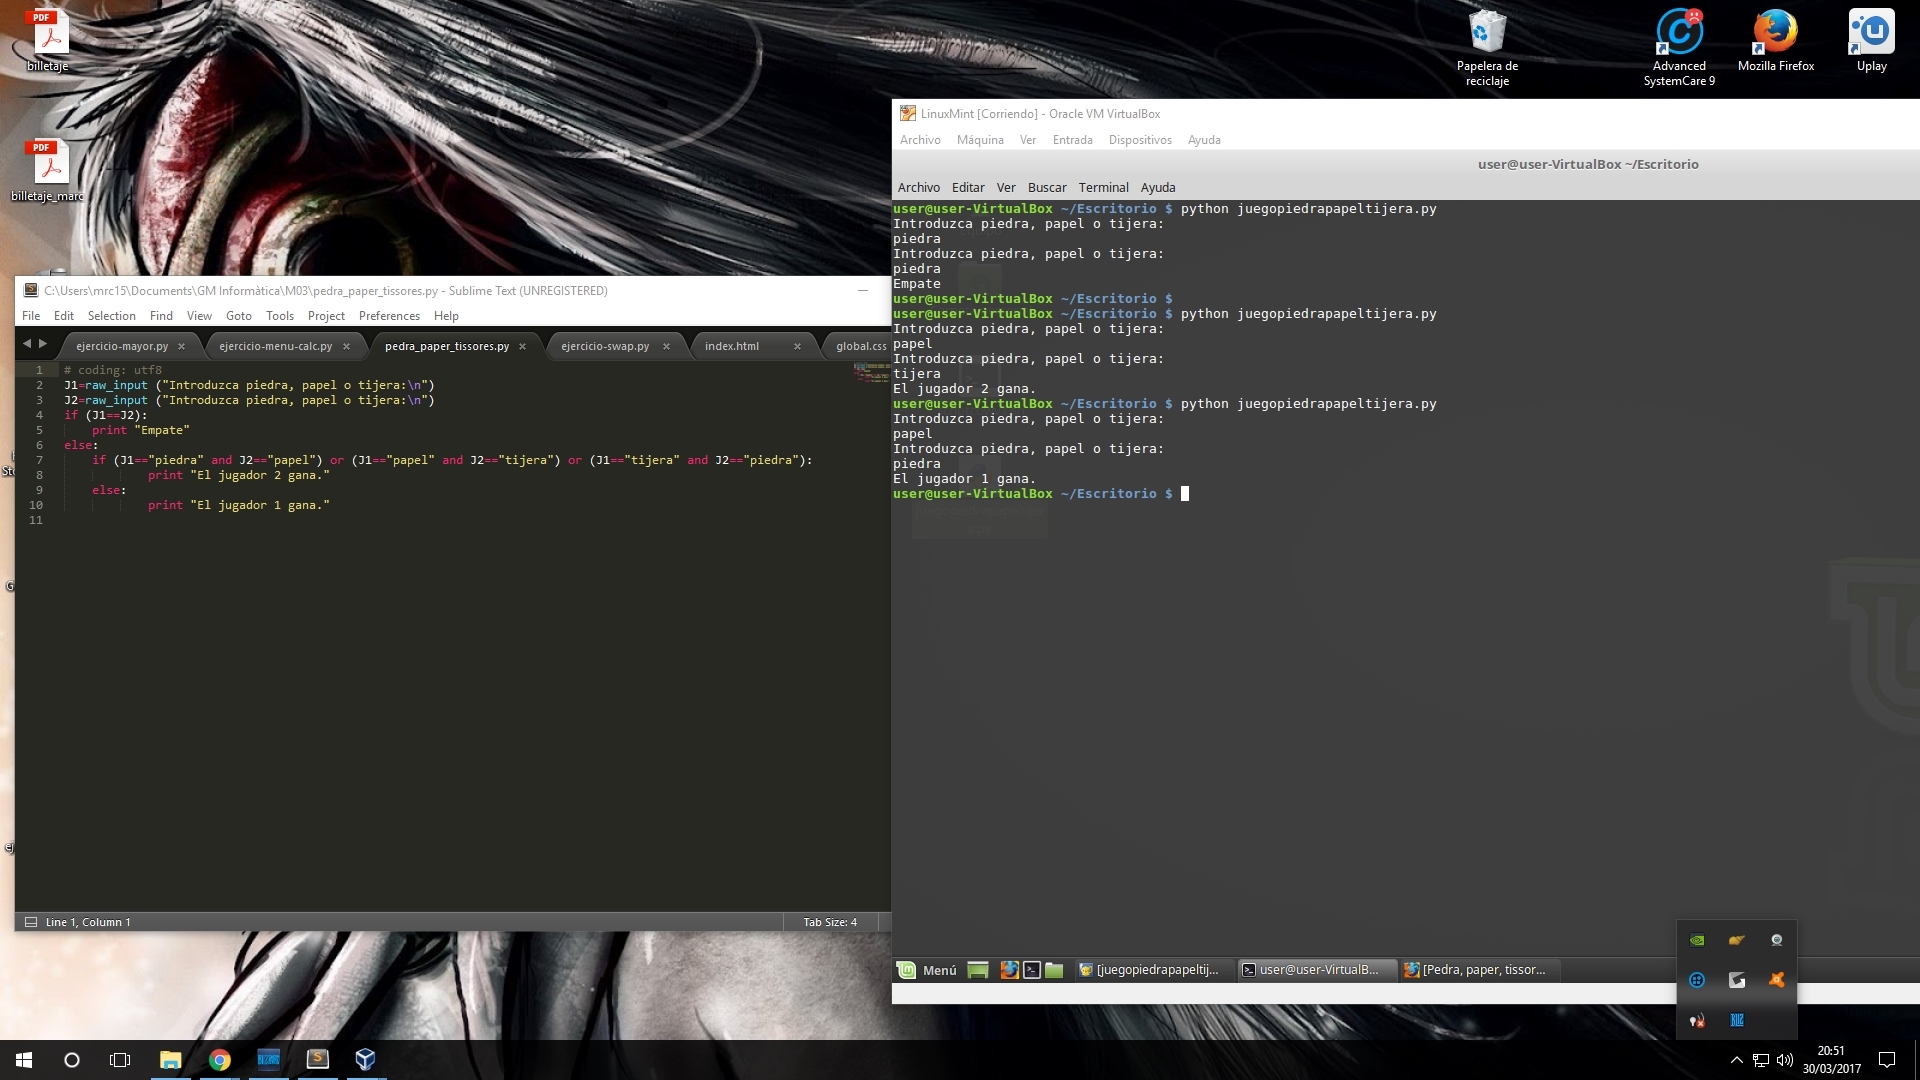 billetaje
billetaje_marc
Papelera de
reciclaje
Advanced
SystemCare 9
Mozilla Firefox
Uplay
C:\Users\mrc15\Documents\GM Informàtica\M03\pedra_paper_tissores.py - Sublime Text (UNREGISTERED)
File Edit Selection Find View Goto Tools Project Preferences Help
ejercicio-mayor.py × ejercicio-menu-calc.py × pedra_paper_tissores.py × ejercicio-swap.py × index.html × global.css
1 # coding: utf8
2 J1=raw_input ("Introduzca piedra, papel o tijera:\n")
3 J2=raw_input ("Introduzca piedra, papel o tijera:\n")
4 if (J1==J2):
5     print "Empate"
6 else:
7     if (J1=="piedra" and J2=="papel") or (J1=="papel" and J2=="tijera") or (J1=="tijera" and J2=="piedra"):
8             print "El jugador 2 gana."
9     else:
10             print "El jugador 1 gana."
11
Line 1, Column 1 Tab Size: 4
LinuxMint [Corriendo] - Oracle VM VirtualBox
Archivo Máquina Ver Entrada Dispositivos Ayuda
user@user-VirtualBox ~/Escritorio
Archivo Editar Ver Buscar Terminal Ayuda
user@user-VirtualBox ~/Escritorio $ python juegopiedrapapeltijera.py
Introduzca piedra, papel o tijera:
piedra
Introduzca piedra, papel o tijera:
piedra
Empate
user@user-VirtualBox ~/Escritorio $
user@user-VirtualBox ~/Escritorio $ python juegopiedrapapeltijera.py
Introduzca piedra, papel o tijera:
papel
Introduzca piedra, papel o tijera:
tijera
El jugador 2 gana.
user@user-VirtualBox ~/Escritorio $ python juegopiedrapapeltijera.py
Introduzca piedra, papel o tijera:
papel
Introduzca piedra, papel o tijera:
piedra
El jugador 1 gana.
user@user-VirtualBox ~/Escritorio $
Menú [juegopiedrapapeltij... user@user-VirtualB... [Pedra, paper, tissor...
20:51
30/03/2017